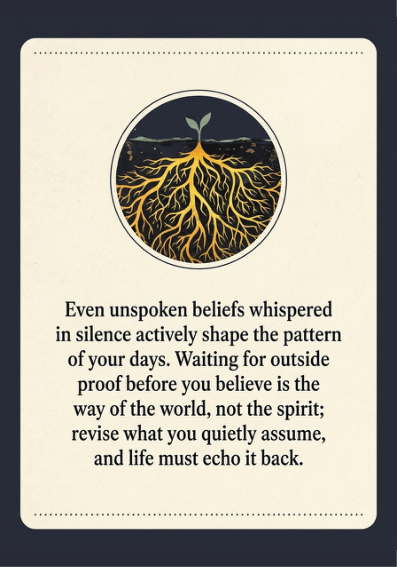 Even unspoken beliefs whispered
in silence actively shape the pattern
of your days. Waiting for outside
proof before you believe is the
way of the world, not the spirit;
revise what you quietly assume,
and life must echo it back.